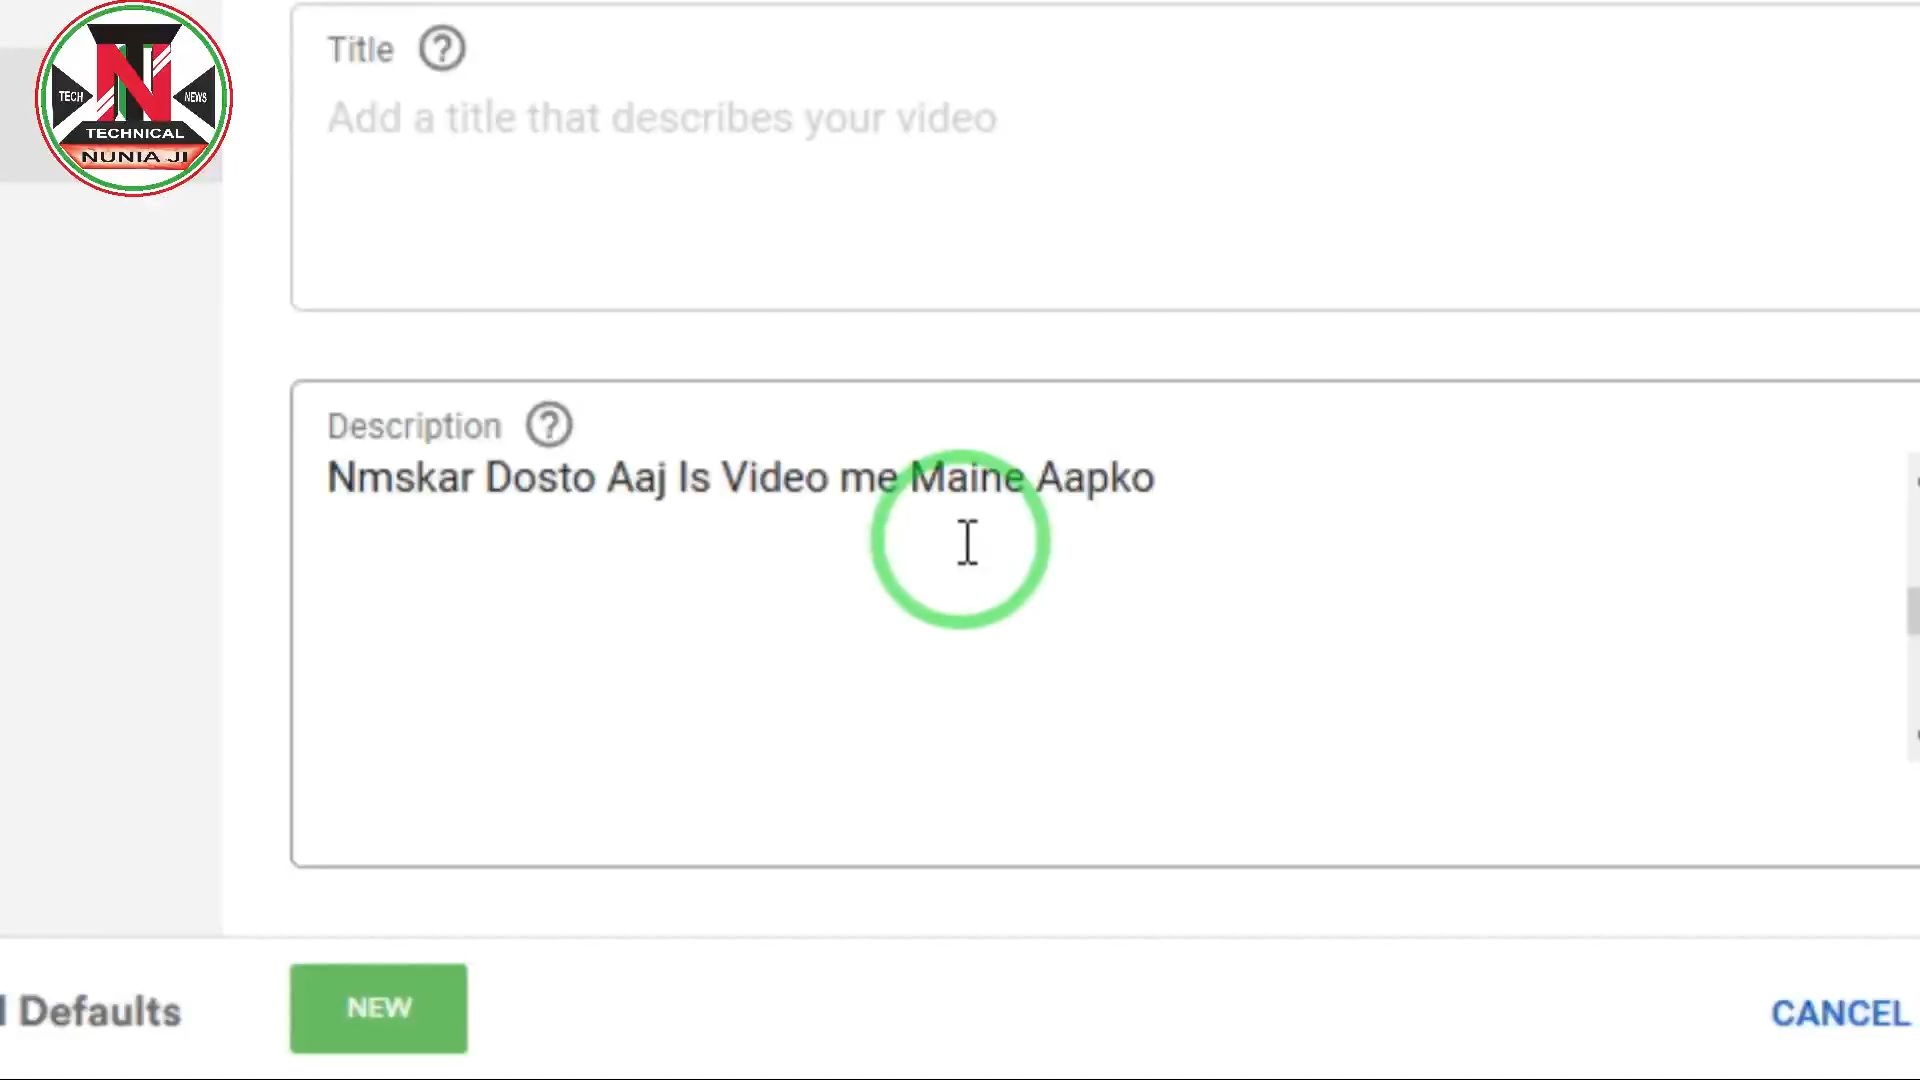 TECH
NEWS
TECHNICAL
NUNIA JI
Title
Add a title that describes your video
Description
Nmskar Dosto Aaj Is Video me Maine Aapko
Defaults
NEW
CANCEL